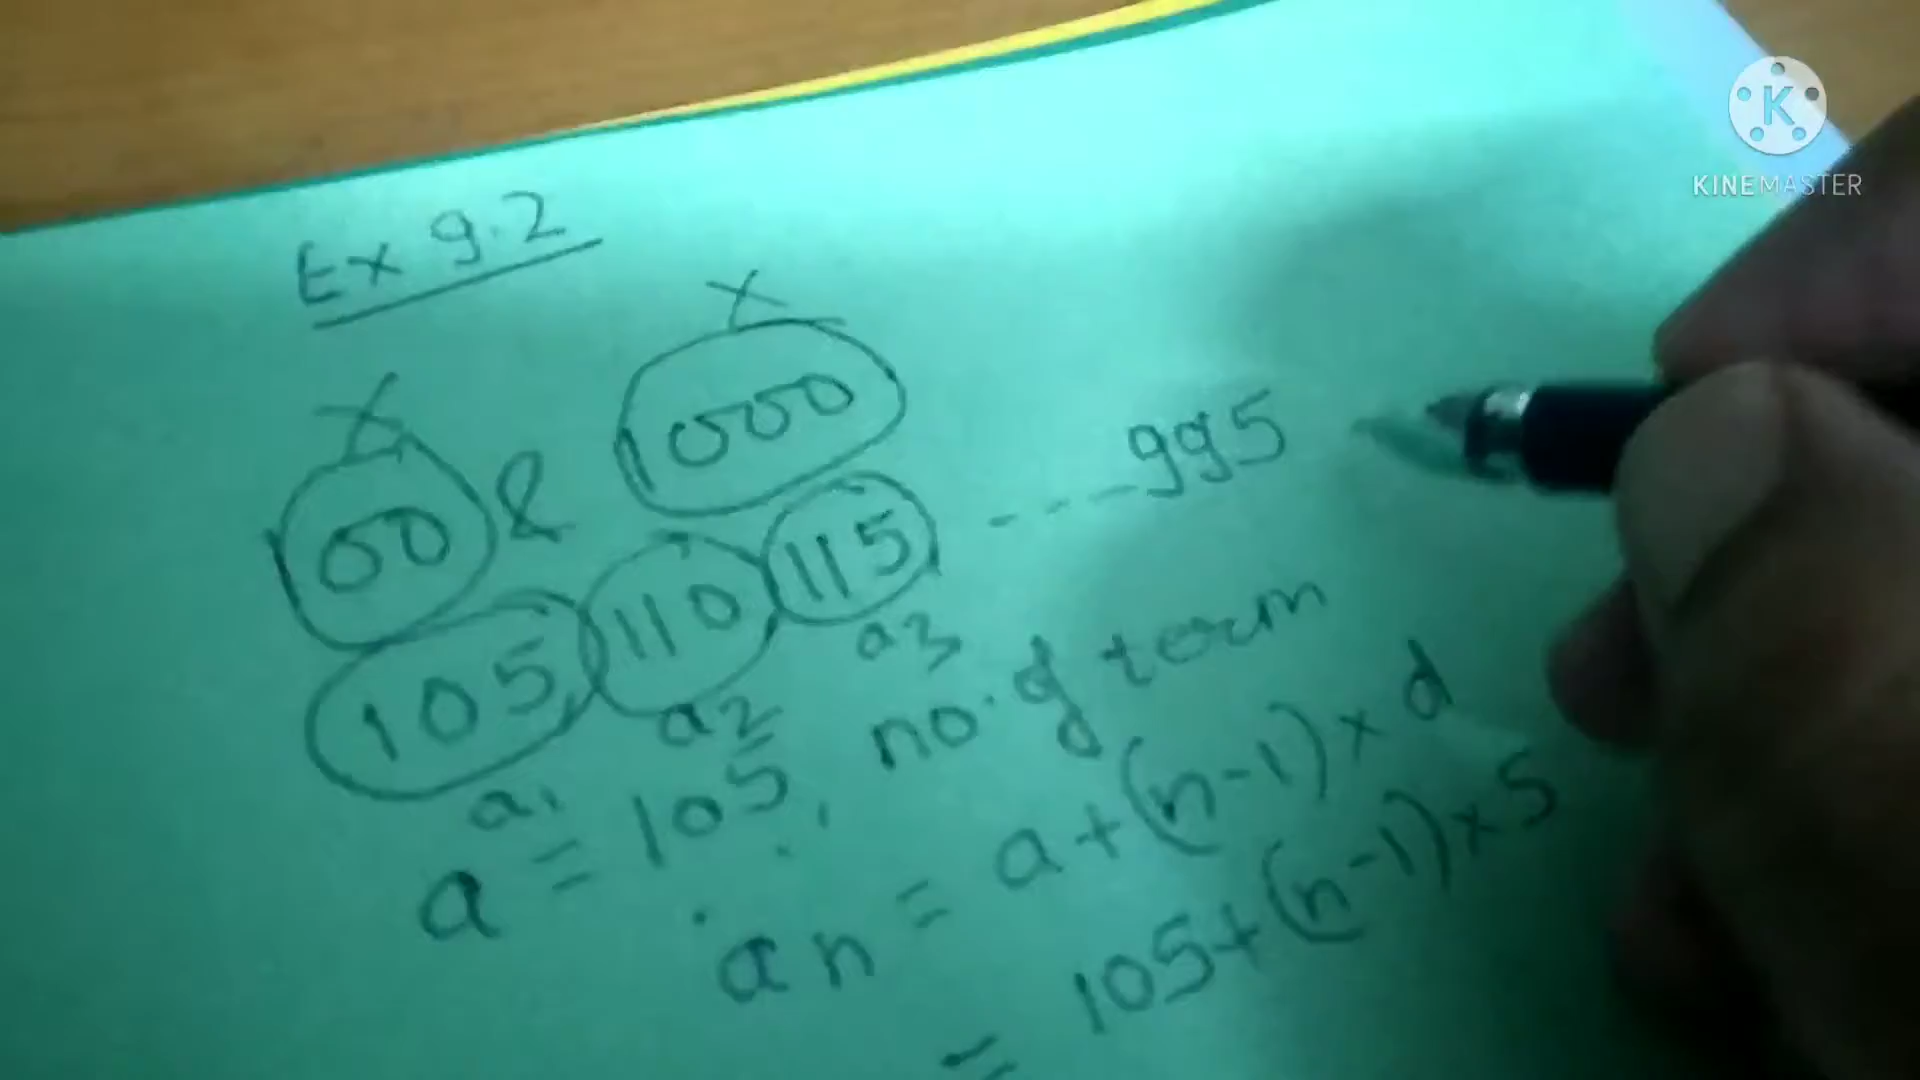 Ex 9.2
x x
100 & 1000
105 110 115 ----995
a1 a2 a3
a = 105, no. of term
an = a+(n-1)×d
= 105+(n-1)×5
K
KINEMASTER